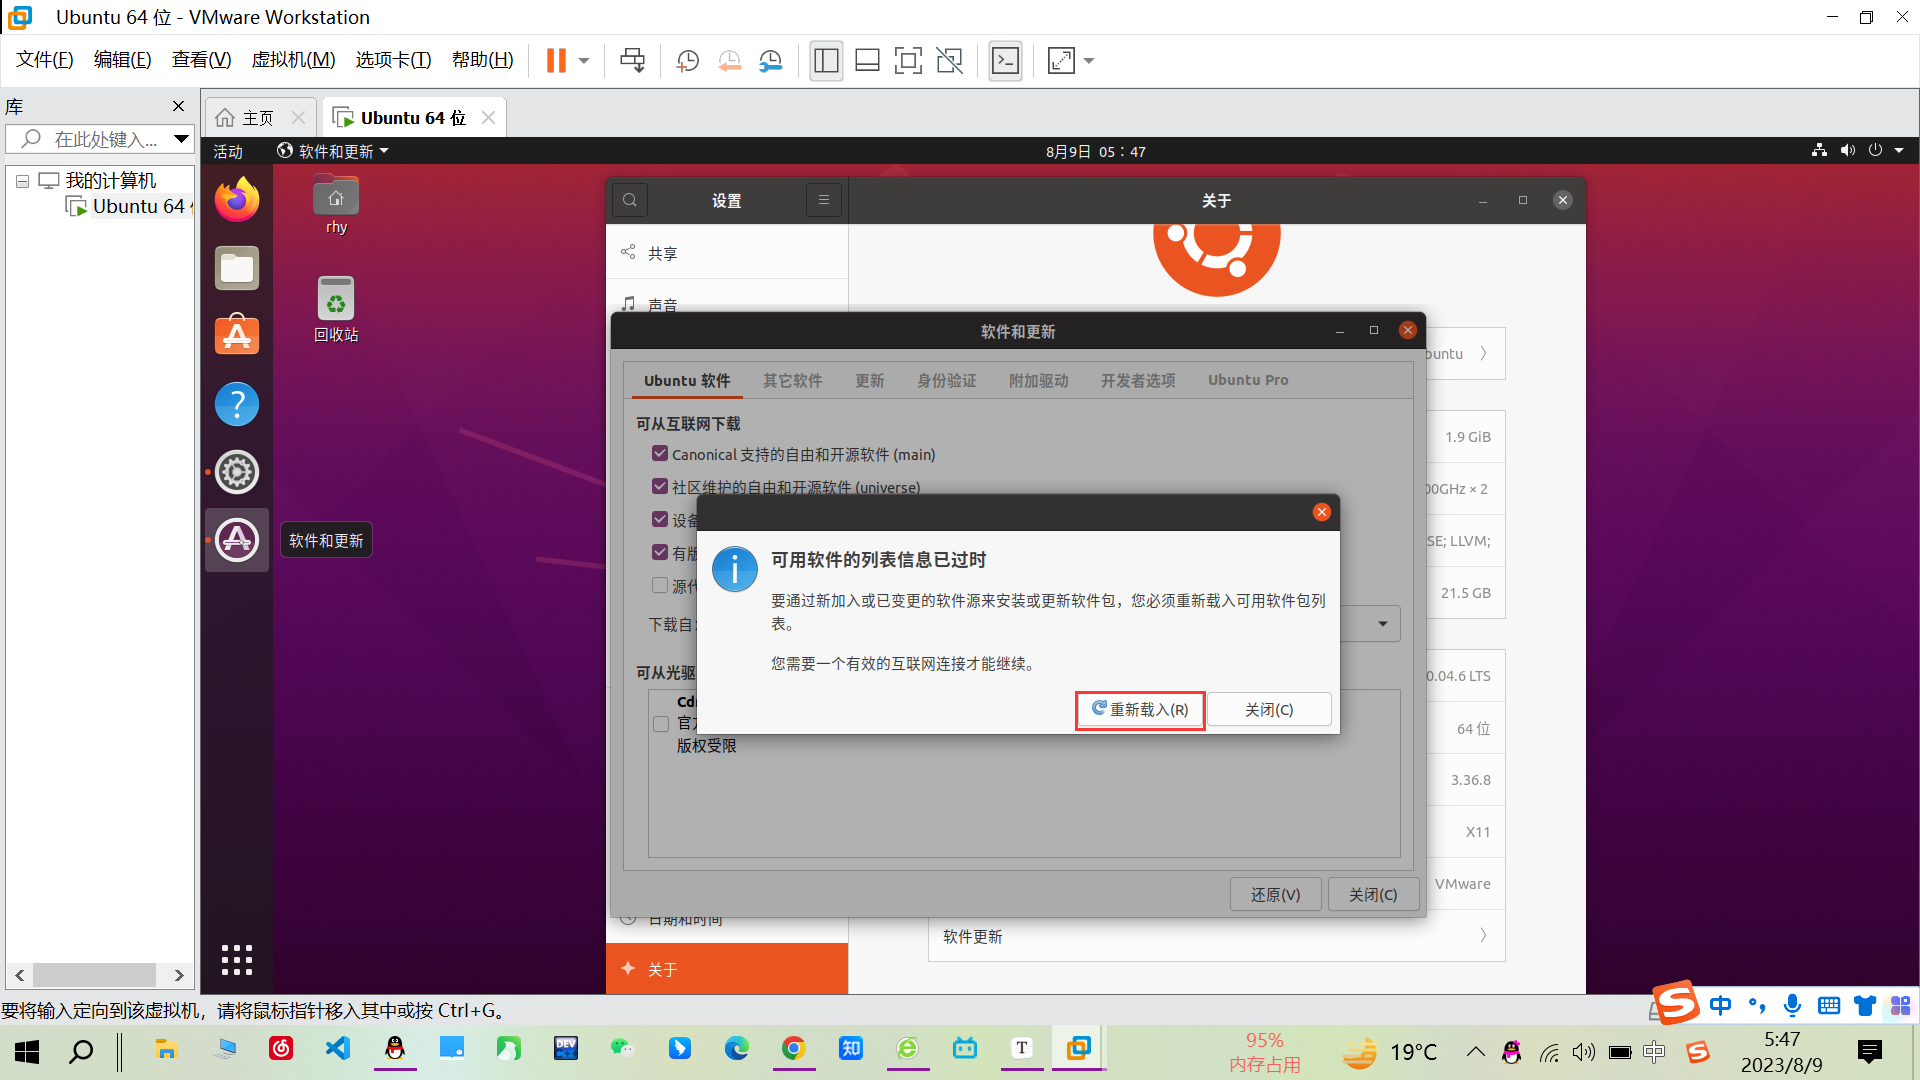 Ubuntu 64 位 - VMware Workstation
文件(F) 编辑(E) 查看(V) 虚拟机(M) 选项卡(T) 帮助(H)
库
主页
Ubuntu 64 位
在此处键入...
我的计算机
Ubuntu 64
活动
软件和更新
8月9日 05：47
rhy
回收站
软件和更新
设置
关于
共享
声音
日期和时间
关于
buntu
1.9 GiB
00GHz × 2
SE; LLVM;
21.5 GB
0.04.6 LTS
64 位
3.36.8
X11
VMware
软件更新
软件和更新
Ubuntu 软件 其它软件 更新 身份验证 附加驱动 开发者选项 Ubuntu Pro
可从互联网下载
Canonical 支持的自由和开源软件 (main)
社区维护的自由和开源软件 (universe)
设备
有版
源代
下载自:
可从光驱
官方
版权受限
还原(V) 关闭(C)
可用软件的列表信息已过时
要通过新加入或已变更的软件源来安装或更新软件包，您必须重新载入可用软件包列
表。
您需要一个有效的互联网连接才能继续。
重新载入(R) 关闭(C)
要将输入定向到该虚拟机，请将鼠标指针移入其中或按 Ctrl+G。
中
DEV
知
T
95%
内存占用
19°C
中
5:47
2023/8/9